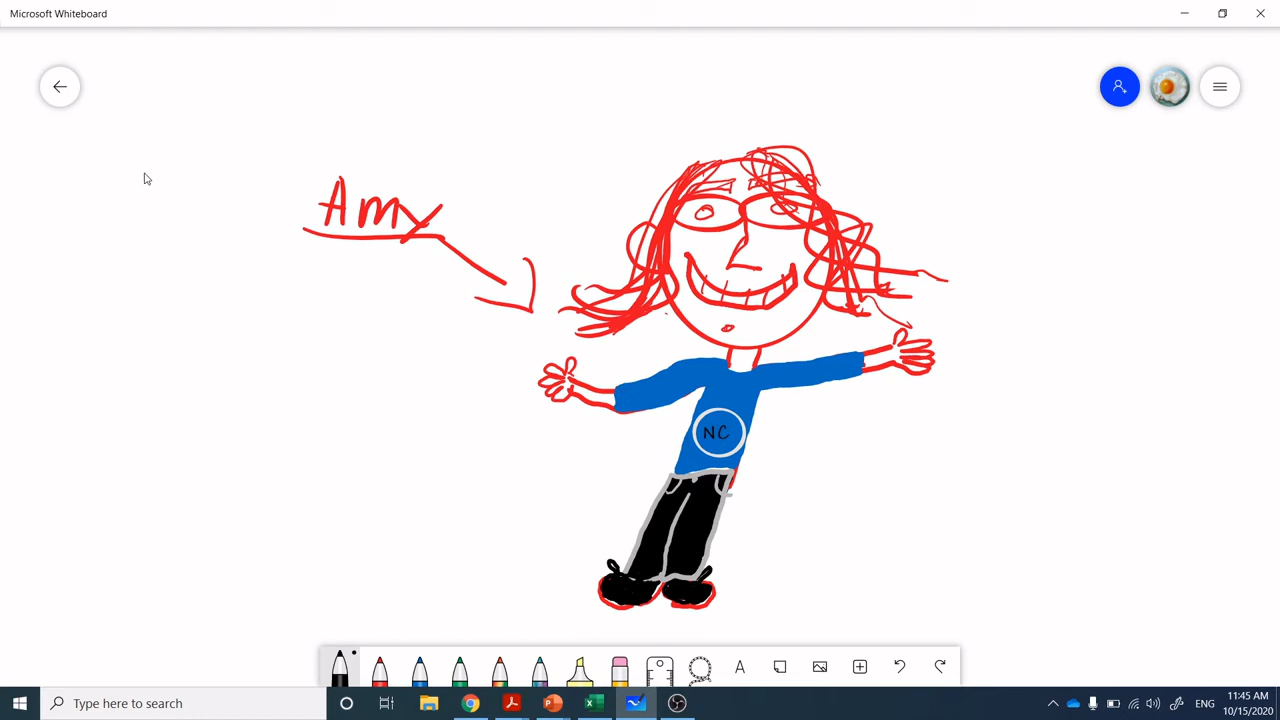 Microsoft Whiteboard
Amy
NC
A
Type here to search
ENG
11:45 AM
10/15/2020